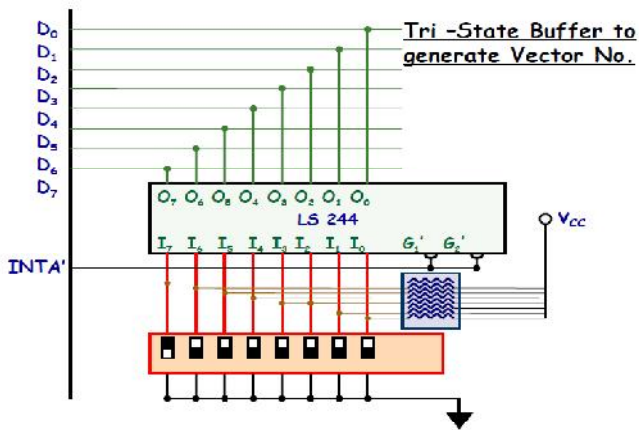 Tri -State Buffer to
generate Vector No.
D₀
D₁
D₂
D₃
D₄
D₅
D₆
D₇
O₇ O₆ O₅ O₄ O₃ O₂ O₁ O₀
LS 244
I₇ I₆ I₅ I₄ I₃ I₂ I₁ I₀ G₁' G₂'
V_CC
INTA'